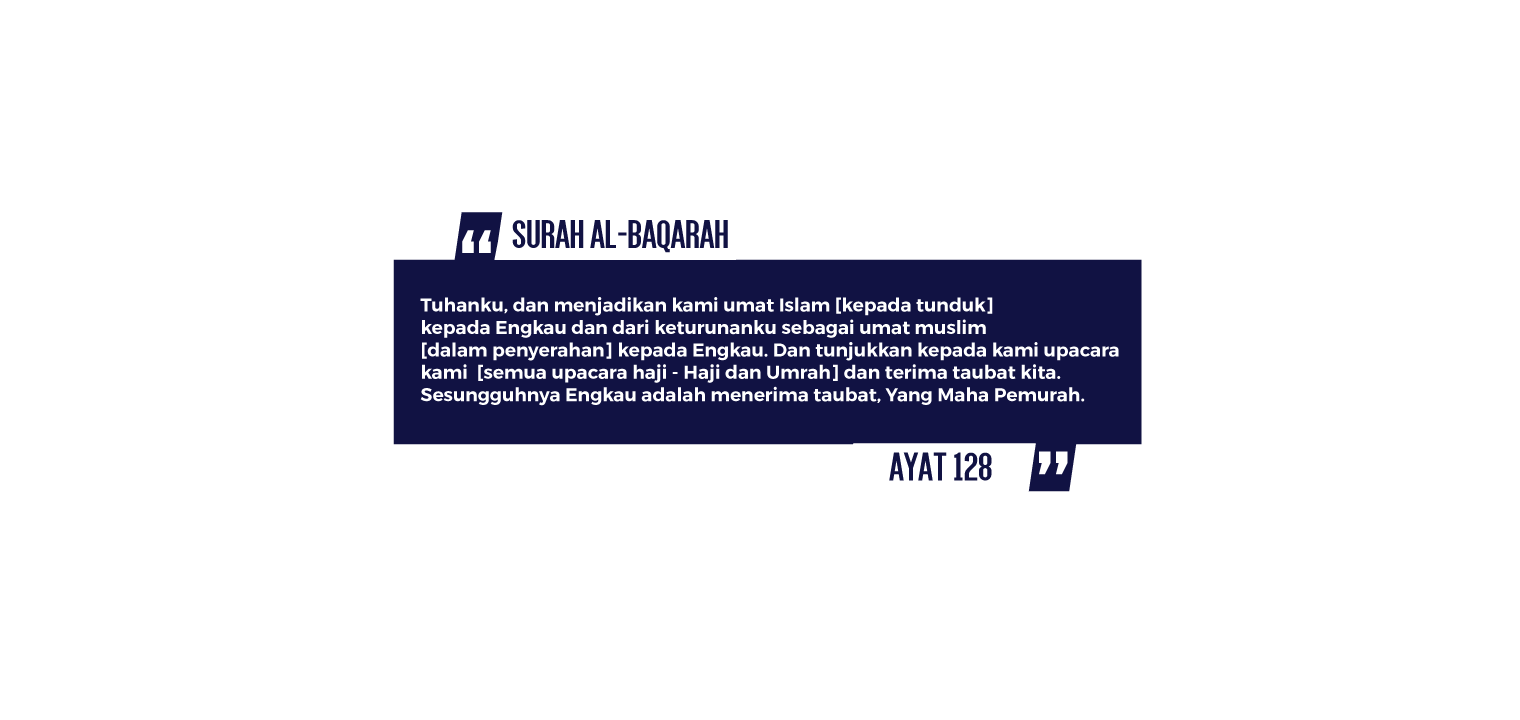 “ SURAH AL-BAQARAH
Tuhanku, dan menjadikan kami umat Islam [kepada tunduk]
kepada Engkau dan dari keturunanku sebagai umat muslim
[dalam penyerahan] kepada Engkau. Dan tunjukkan kepada kami upacara
kami [semua upacara haji - Haji dan Umrah] dan terima taubat kita.
Sesungguhnya Engkau adalah menerima taubat, Yang Maha Pemurah.
AYAT 128 ”